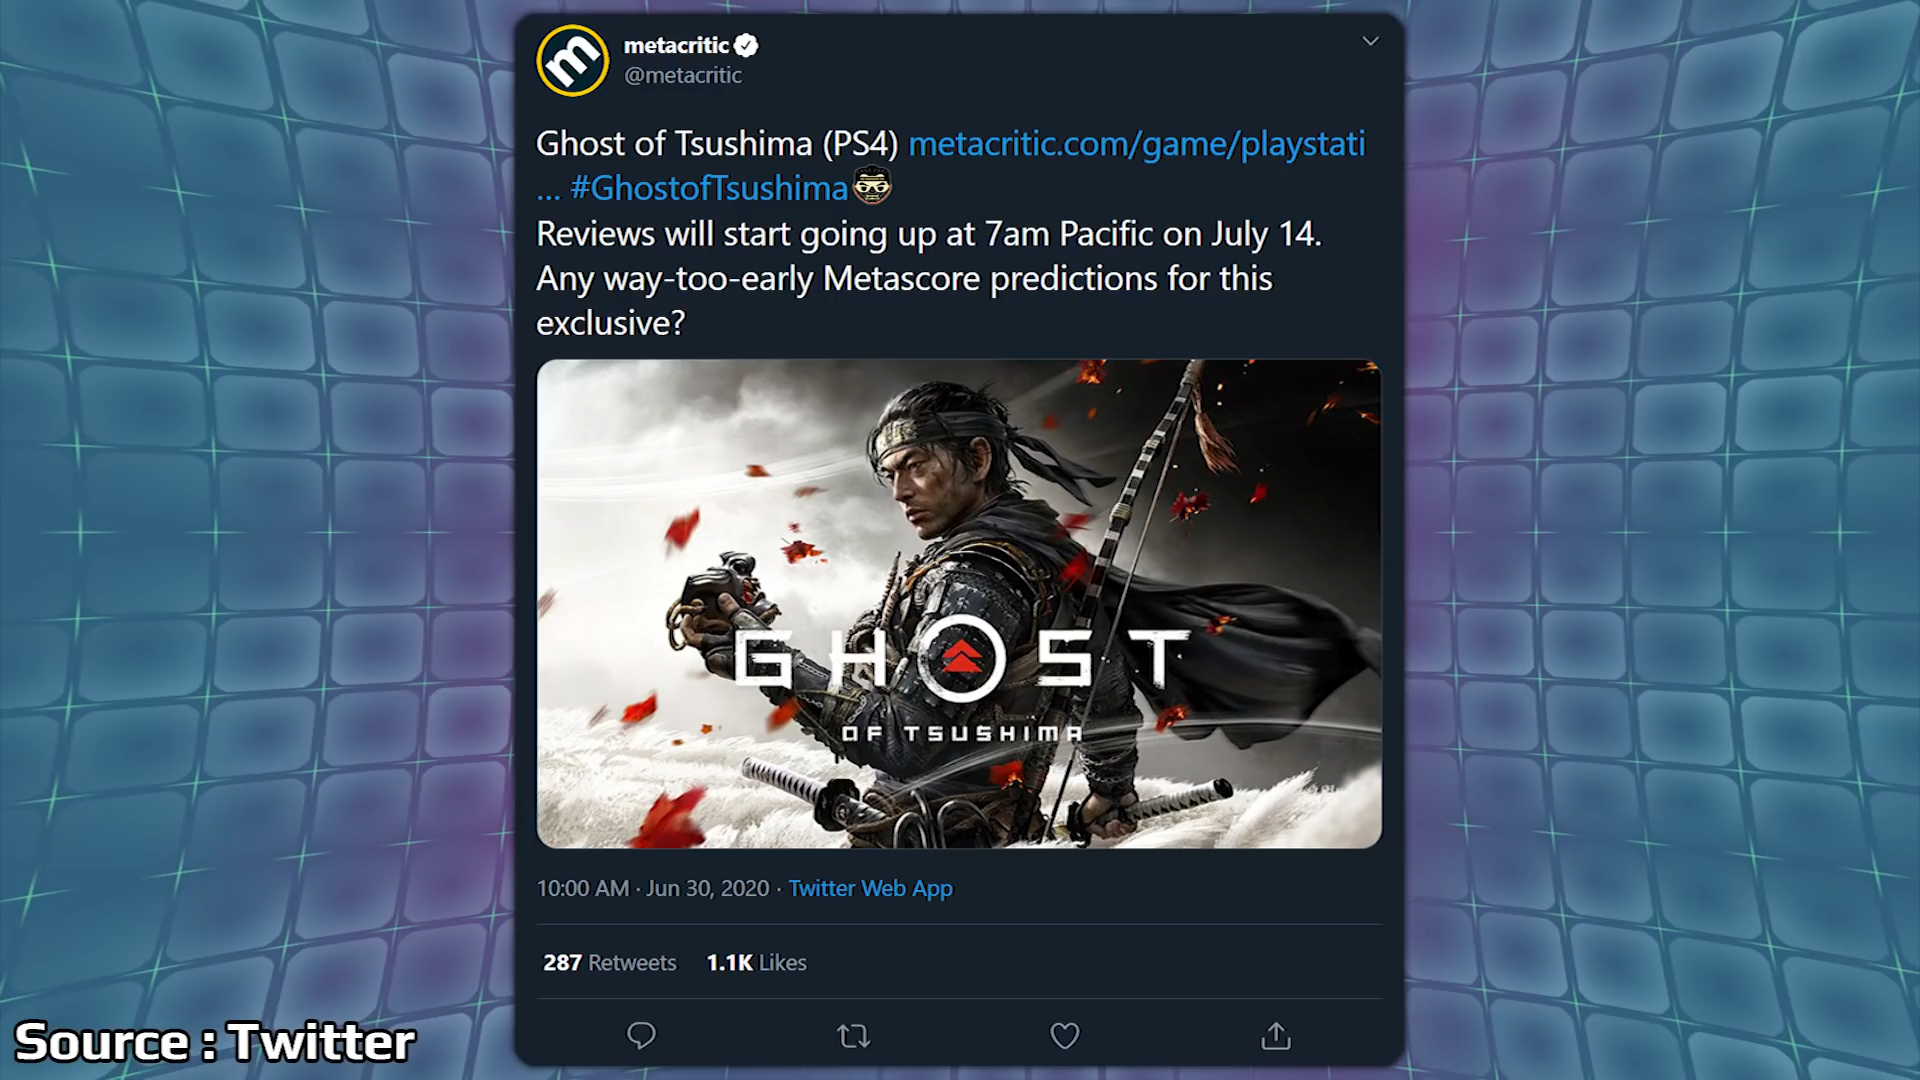 metacritic
@metacritic
Ghost of Tsushima (PS4) metacritic.com/game/playstati
... #GhostofTsushima
Reviews will start going up at 7am Pacific on July 14.
Any way-too-early Metascore predictions for this
exclusive?
GHOST
OF TSUSHIMA
10:00 AM · Jun 30, 2020 · Twitter Web App
287 Retweets 1.1K Likes
Source : Twitter